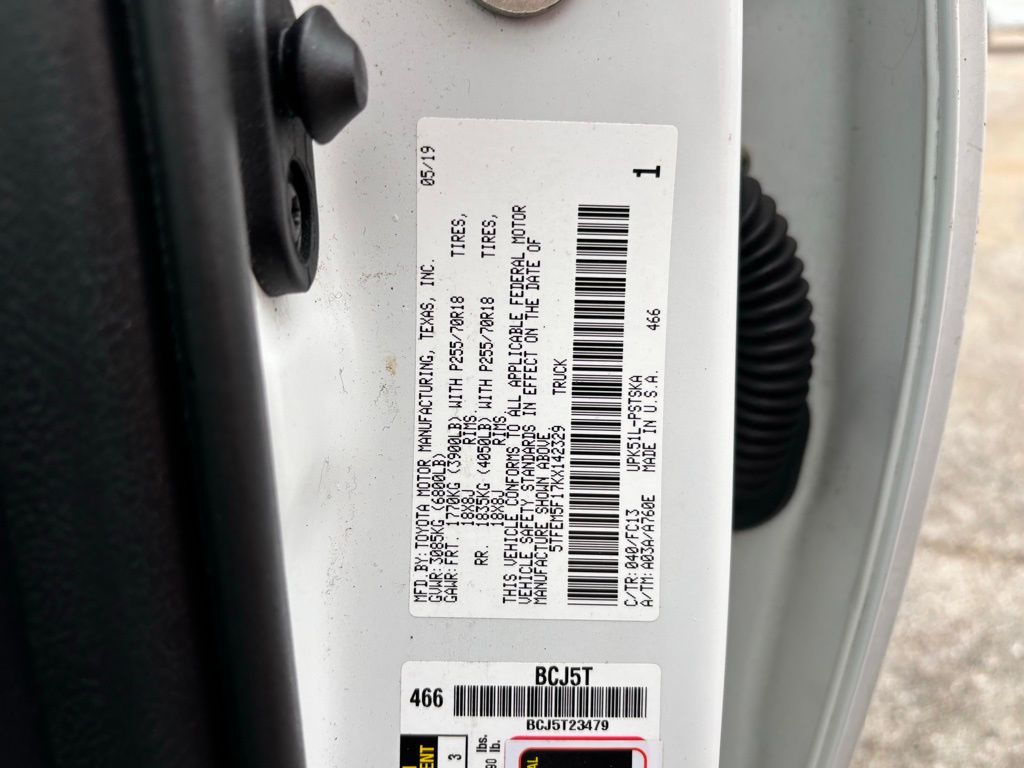 MFD.BY:TOYOTA MOTOR MANUFACTURING, TEXAS, INC. 05/19
GVWR:3085KG (6800LB)
GAWR:FRT. 1770KG (3900LB) WITH P255/70R18 TIRES,
18X8J RIMS,
RR. 1835KG (4050LB) WITH P255/70R18 TIRES,
18X8J RIMS.
THIS VEHICLE CONFORMS TO ALL APPLICABLE FEDERAL MOTOR
VEHICLE SAFETY STANDARDS IN EFFECT ON THE DATE OF
MANUFACTURE SHOWN ABOVE.
5TFEM5F17KX142329 TRUCK
C/TR:040/FC13 UPK51L-PSTSKA 466
A/TM:A03A/A760E MADE IN U.S.A.
1
BCJ5T
466
BCJ5T23479
3
lbs.
lb.